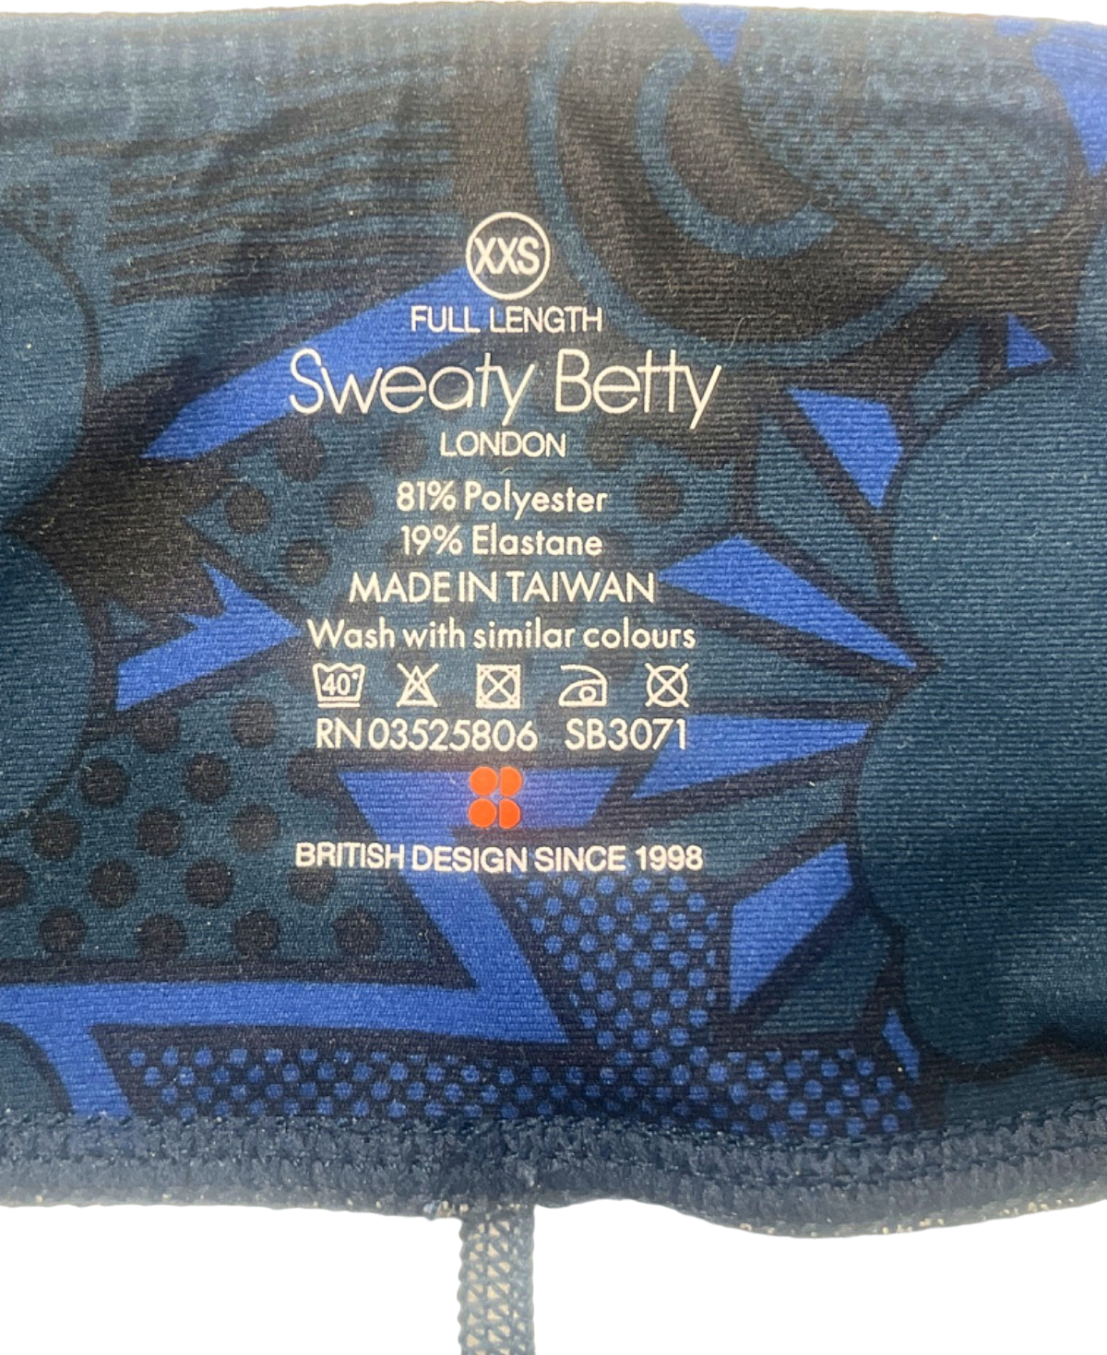 XXS
FULL LENGTH
Sweaty Betty
LONDON
81% Polyester
19% Elastane
MADE IN TAIWAN
Wash with similar colours
40°
RN 03525806 SB3071
BRITISH DESIGN SINCE 1998